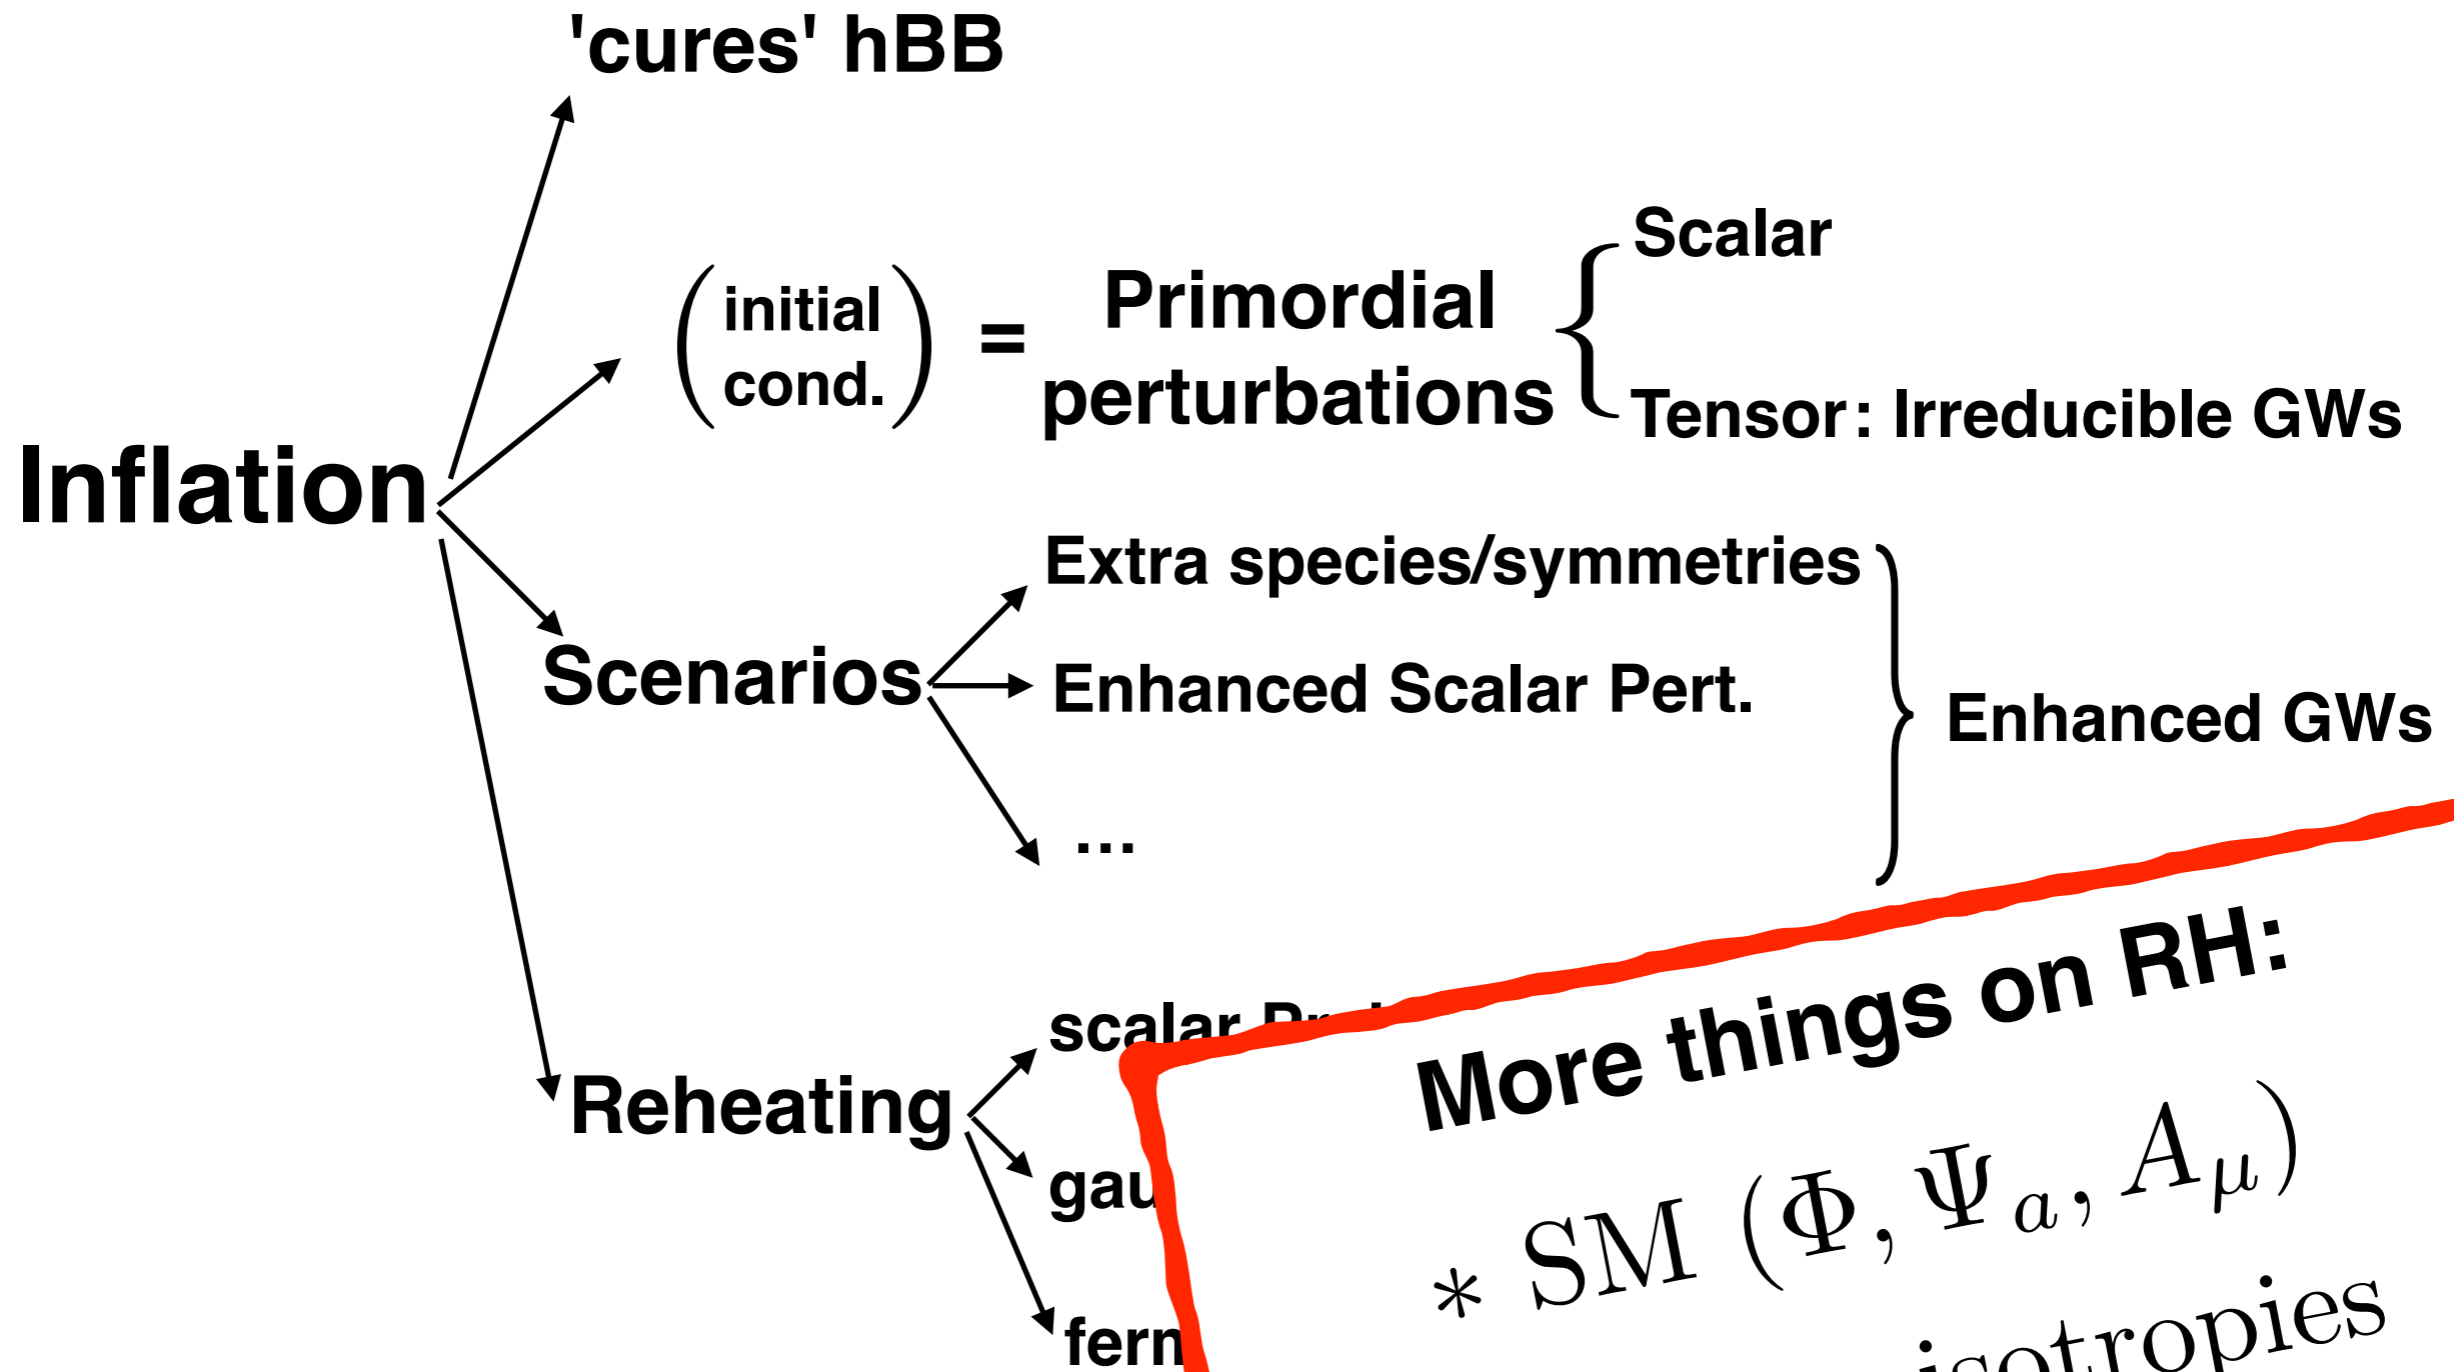 'cures' hBB
(initial cond.) = Primordial perturbations { Scalar
Tensor: Irreducible GWs
Inflation
Extra species/symmetries
Scenarios
Enhanced Scalar Pert.
Enhanced GWs
...
scalar
Reheating
More things on RH:
* SM (Φ, Ψ_a, A_μ)